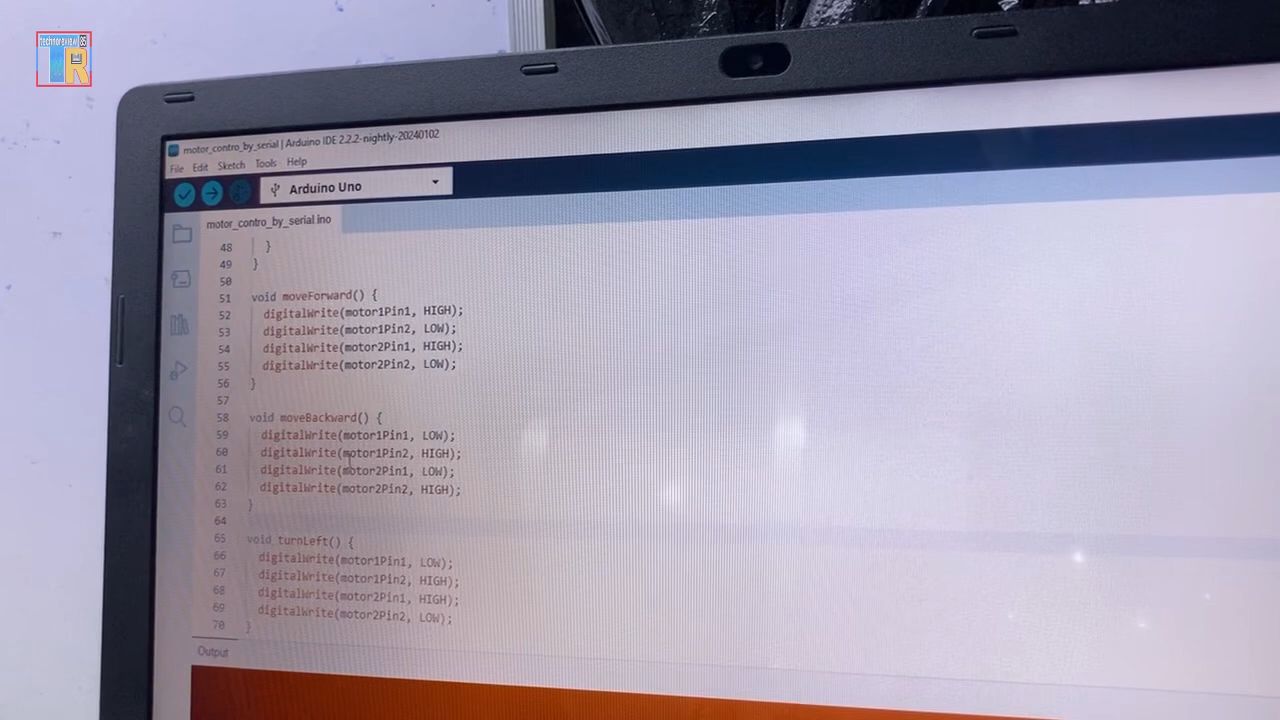 technoreview 85
TR
motor_contro_by_serial | Arduino IDE 2.2.2-nightly-20240102
File Edit Sketch Tools Help
Arduino Uno
motor_contro_by_serial.ino
48 }
49 }
50
51 void moveForward() {
52 digitalWrite(motor1Pin1, HIGH);
53 digitalWrite(motor1Pin2, LOW);
54 digitalWrite(motor2Pin1, HIGH);
55 digitalWrite(motor2Pin2, LOW);
56 }
57
58 void moveBackward() {
59 digitalWrite(motor1Pin1, LOW);
60 digitalWrite(motor1Pin2, HIGH);
61 digitalWrite(motor2Pin1, LOW);
62 digitalWrite(motor2Pin2, HIGH);
63 }
64
65 void turnLeft() {
66 digitalWrite(motor1Pin1, LOW);
67 digitalWrite(motor1Pin2, HIGH);
68 digitalWrite(motor2Pin1, HIGH);
69 digitalWrite(motor2Pin2, LOW);
70 }
Output